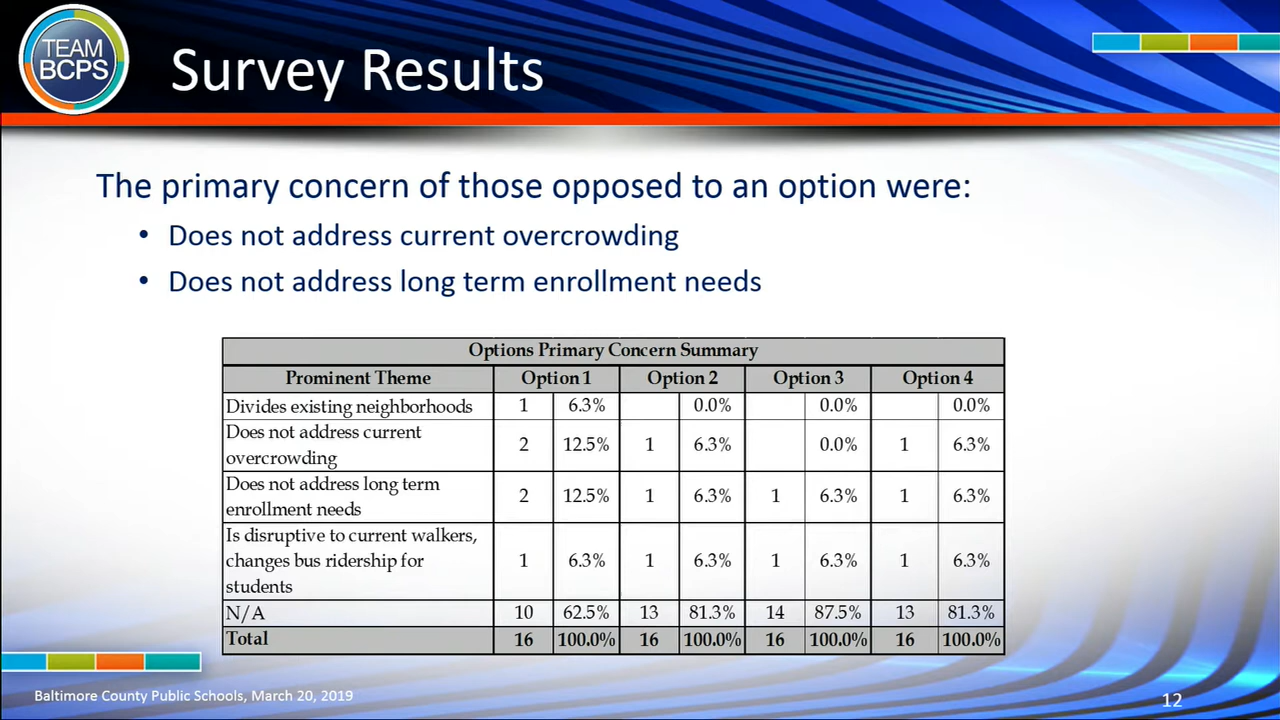 TEAM
BCPS
Survey Results
The primary concern of those opposed to an option were:
• Does not address current overcrowding
• Does not address long term enrollment needs
Options Primary Concern Summary
Prominent Theme Option 1 Option 2 Option 3 Option 4
Divides existing neighborhoods 1 6.3% 0.0% 0.0% 0.0%
Does not address current
overcrowding 2 12.5% 1 6.3% 0.0% 1 6.3%
Does not address long term
enrollment needs 2 12.5% 1 6.3% 1 6.3% 1 6.3%
Is disruptive to current walkers,
changes bus ridership for 1 6.3% 1 6.3% 1 6.3% 1 6.3%
students
N/A 10 62.5% 13 81.3% 14 87.5% 13 81.3%
Total 16 100.0% 16 100.0% 16 100.0% 16 100.0%
Baltimore County Public Schools, March 20, 2019
12